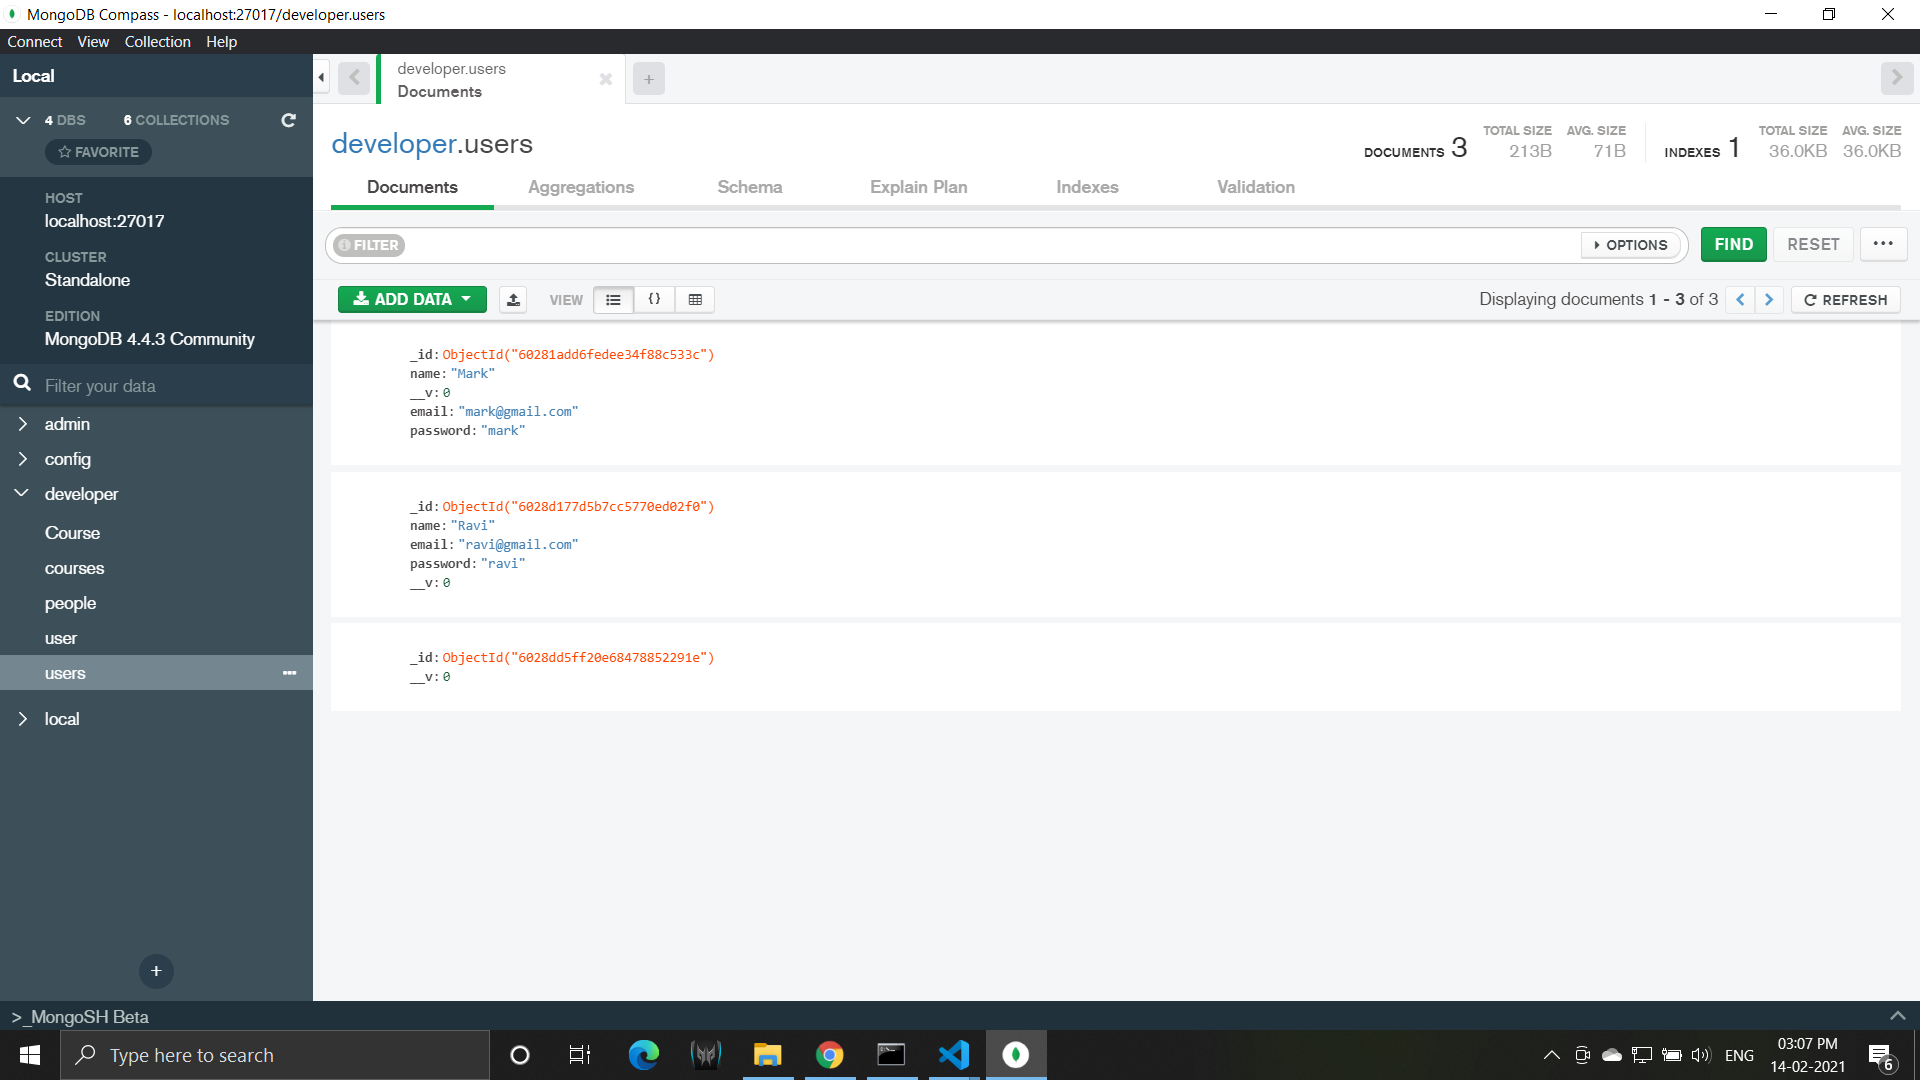 MongoDB Compass - localhost:27017/developer.users
Connect View Collection Help
Local
4 DBS 6 COLLECTIONS
FAVORITE
HOST
localhost:27017
CLUSTER
Standalone
EDITION
MongoDB 4.4.3 Community
Filter your data
admin
config
developer
Course
courses
people
user
users
local
developer.users
Documents
developer.users
DOCUMENTS 3 TOTAL SIZE 213B AVG. SIZE 71B INDEXES 1 TOTAL SIZE 36.0KB AVG. SIZE 36.0KB
Documents Aggregations Schema Explain Plan Indexes Validation
FILTER OPTIONS FIND RESET
ADD DATA VIEW {} Displaying documents 1 - 3 of 3 REFRESH
_id: ObjectId("60281add6fedee34f88c533c")
name: "Mark"
__v: 0
email: "mark@gmail.com"
password: "mark"
_id: ObjectId("6028d177d5b7cc5770ed02f0")
name: "Ravi"
email: "ravi@gmail.com"
password: "ravi"
__v: 0
_id: ObjectId("6028dd5ff20e68478852291e")
__v: 0
>_MongoSH Beta
Type here to search
ENG
03:07 PM
14-02-2021
6